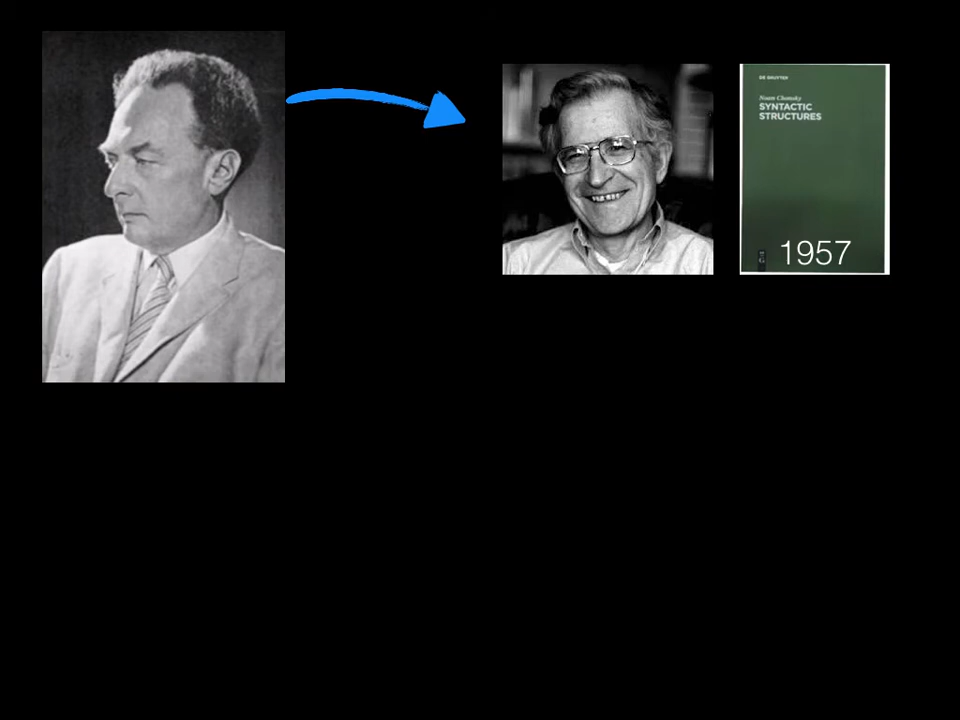 DE GRUYTER
Noam Chomsky
SYNTACTIC
STRUCTURES
1957